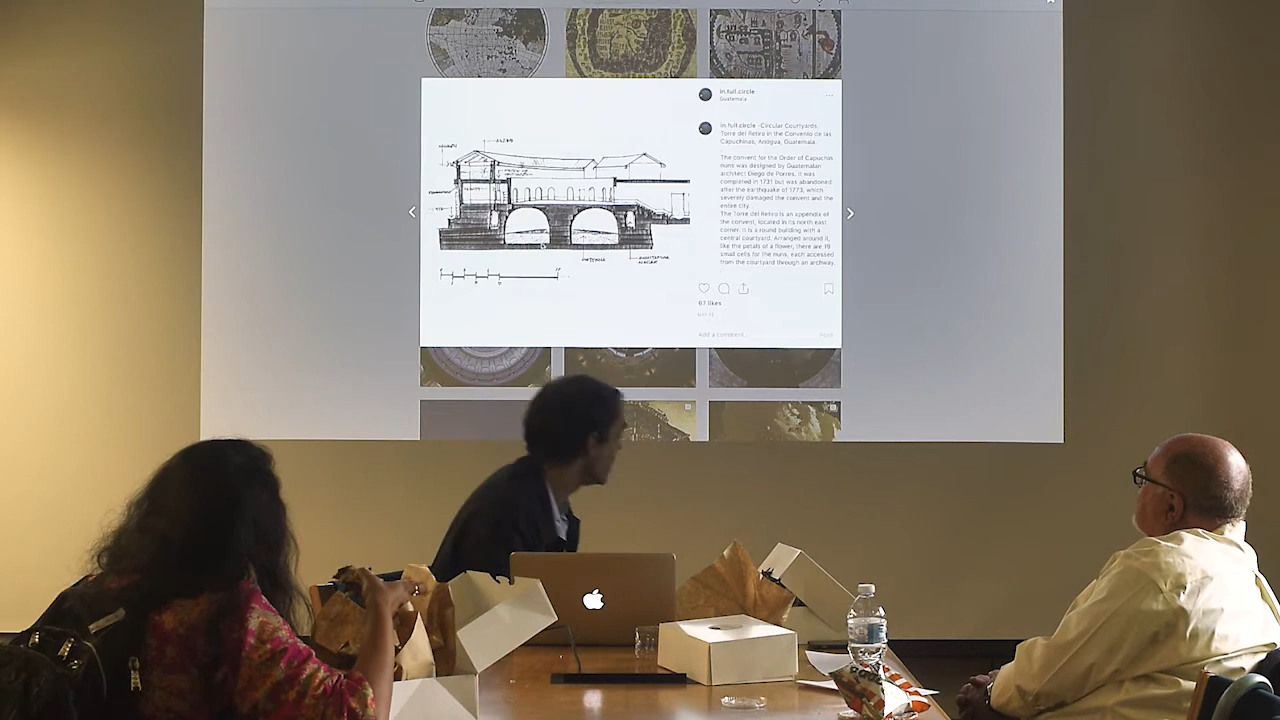 in.full.circle
Guatemala
in.full.circle •Circular Courtyards.
Torre del Retiro in the Convento de las
Capuchinas, Antigua, Guatemala.
The convent for the Order of Capuchin
nuns was designed by Guatemalan
architect Diego de Porres. It was
completed in 1731 but was abandoned
after the earthquake of 1773, which
severely damaged the convent and the
entire city.
The Torre del Retiro is an appendix of
the convent, located in its north east
corner. It is a round building with a
central courtyard. Arranged around it,
like the petals of a flower, there are 19
small cells for the nuns, each accessed
from the courtyard through an archway.
67 likes
Add a comment...
Post